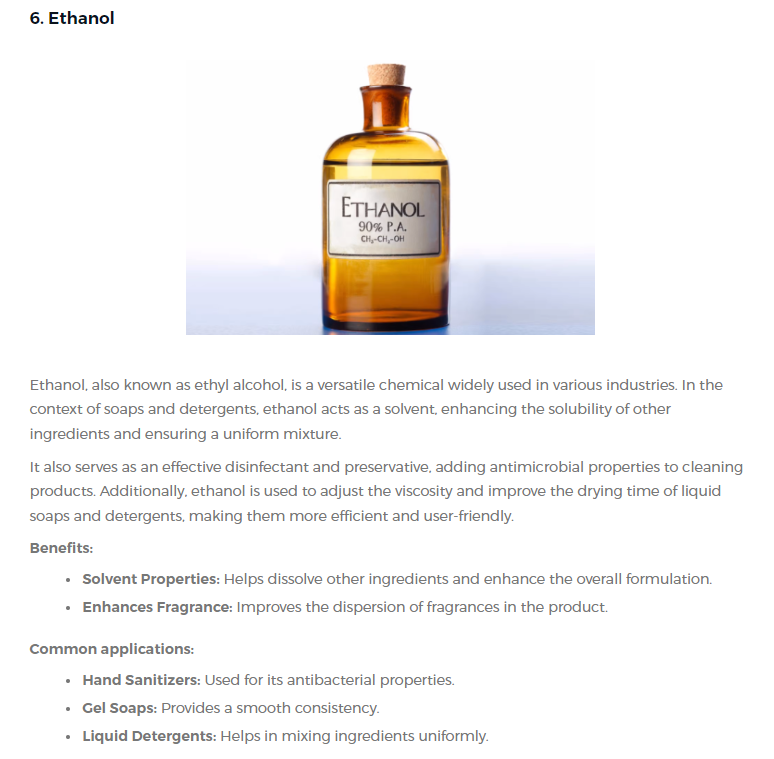 6. Ethanol
ETHANOL
90% P.A.
CH₃-CH₂-OH
Ethanol, also known as ethyl alcohol, is a versatile chemical widely used in various industries. In the
context of soaps and detergents, ethanol acts as a solvent, enhancing the solubility of other
ingredients and ensuring a uniform mixture.
It also serves as an effective disinfectant and preservative, adding antimicrobial properties to cleaning
products. Additionally, ethanol is used to adjust the viscosity and improve the drying time of liquid
soaps and detergents, making them more efficient and user-friendly.
Benefits:
• Solvent Properties: Helps dissolve other ingredients and enhance the overall formulation.
• Enhances Fragrance: Improves the dispersion of fragrances in the product.
Common applications:
• Hand Sanitizers: Used for its antibacterial properties.
• Gel Soaps: Provides a smooth consistency.
• Liquid Detergents: Helps in mixing ingredients uniformly.